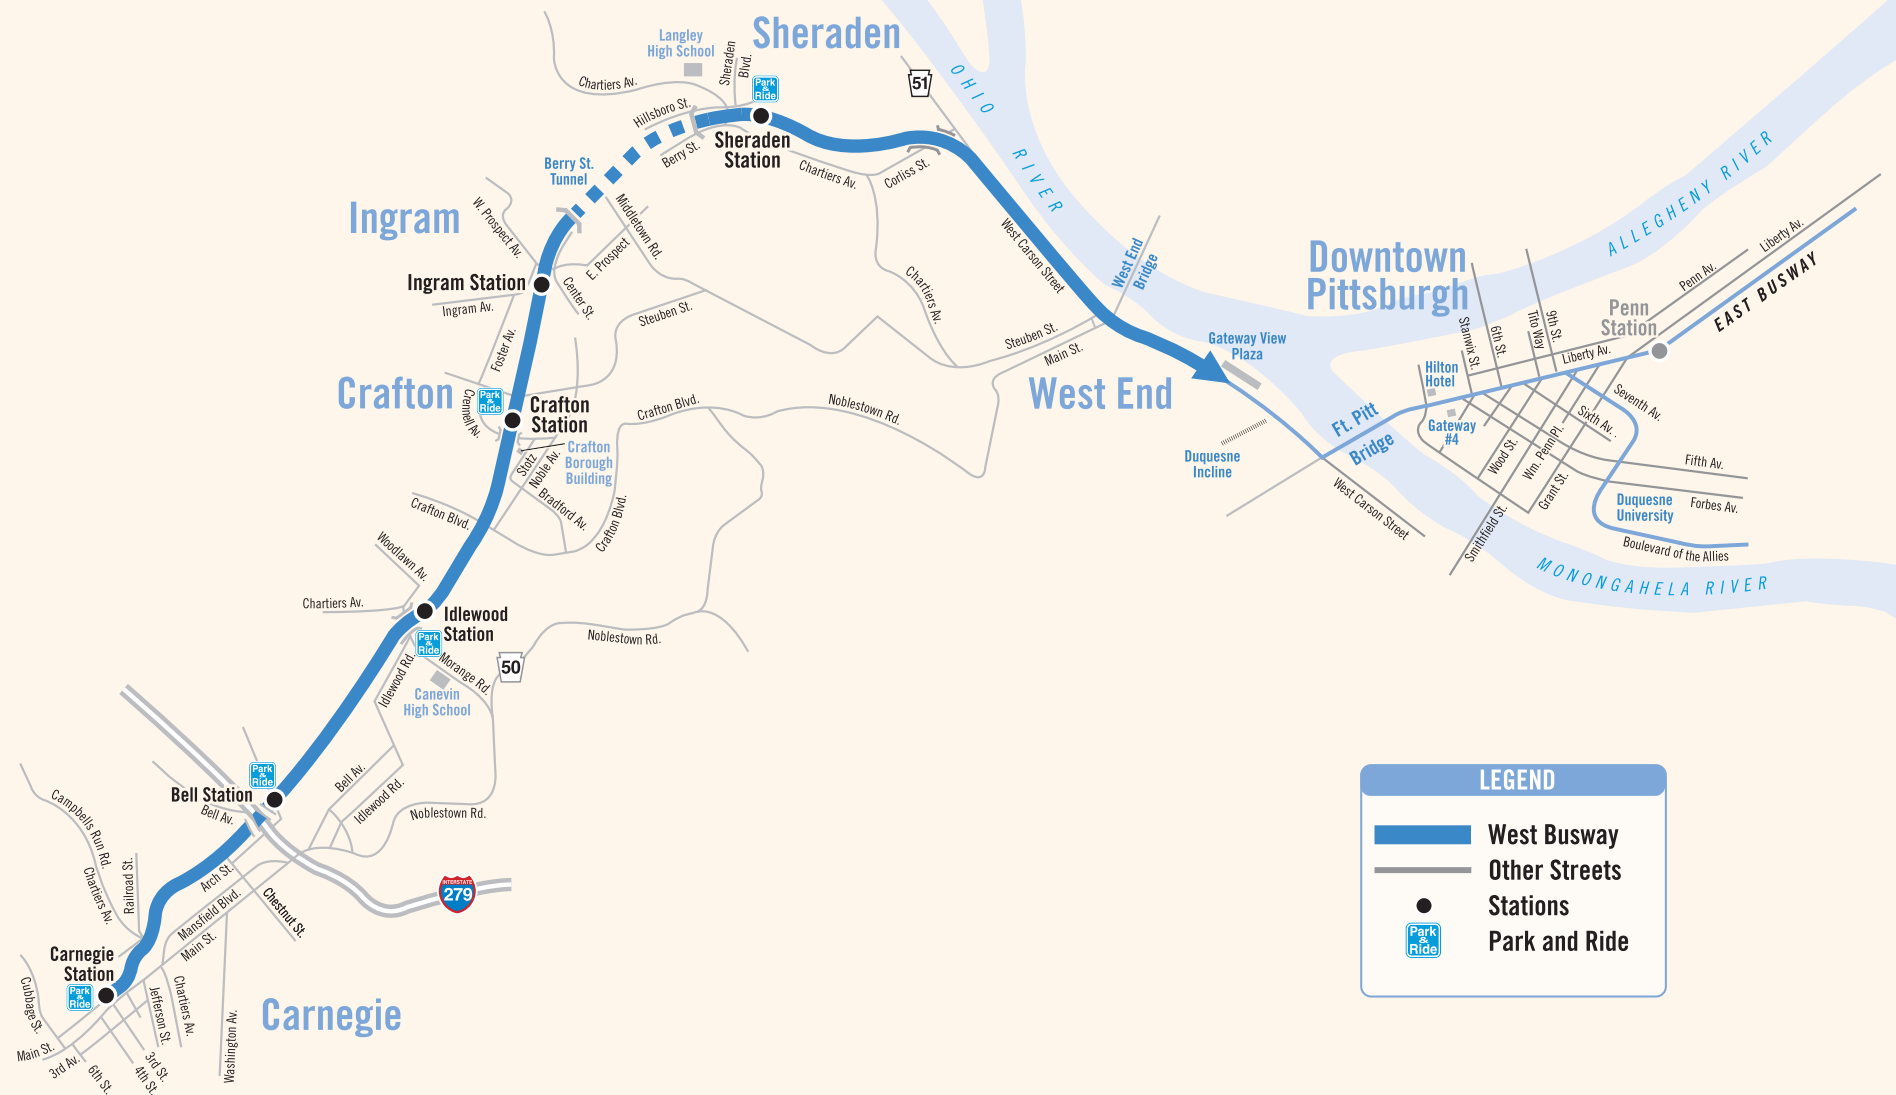 Sheraden
Langley
High School
Sheraden
Blvd.
Park
&
Ride
Chartiers Av.
Hillsboro St.
Berry St.
Sheraden
Station
51
OHIO
RIVER
Chartiers Av.
Corliss St.
Berry St.
Tunnel
Ingram
W. Prospect Av.
Middletown Rd.
E. Prospect
Ingram Station
Center St.
Ingram Av.
Foster Av.
Steuben St.
Chartiers Av.
West Carson Street
West End
Bridge
Steuben St.
Main St.
West End
Gateway View
Plaza
Downtown
Pittsburgh
ALLEGHENY RIVER
Liberty Av.
Penn Av.
EAST BUSWAY
Penn
Station
Stanwix St.
6th St.
Tito Way
9th St.
Liberty Av.
Hilton
Hotel
Gateway
#4
Seventh Av.
Sixth Av.
Ft. Pitt
Bridge
Wood St.
Wm. Penn Pl.
Grant St.
Smithfield St.
Fifth Av.
Forbes Av.
Duquesne
University
Boulevard of the Allies
MONONGAHELA RIVER
Duquesne
Incline
West Carson Street
Crafton
Park
&
Ride
Crennell Av.
Crafton
Station
Crafton
Borough
Building
Stotz
Noble Av.
Bradford Av.
Crafton Blvd.
Crafton Blvd.
Crafton Blvd.
Noblestown Rd.
Woodlawn Av.
Chartiers Av.
Idlewood
Station
Park
&
Ride
Morange Rd.
Idlewood Rd.
Canevin
High School
50
Noblestown Rd.
Park
&
Ride
Bell Station
Bell Av.
Bell Av.
Idlewood Rd.
Noblestown Rd.
INTERSTATE
279
Campbells Run Rd.
Chartiers Av.
Railroad St.
Arch St.
Mansfield Blvd.
Main St.
Chestnut St.
Carnegie
Station
Park
&
Ride
Carnegie
Cubbage St.
Main St.
3rd Av.
6th St.
4th St.
3rd St.
Jefferson St.
Chartiers Av.
Washington Av.
LEGEND
West Busway
Other Streets
Stations
Park
&
Ride
Park and Ride